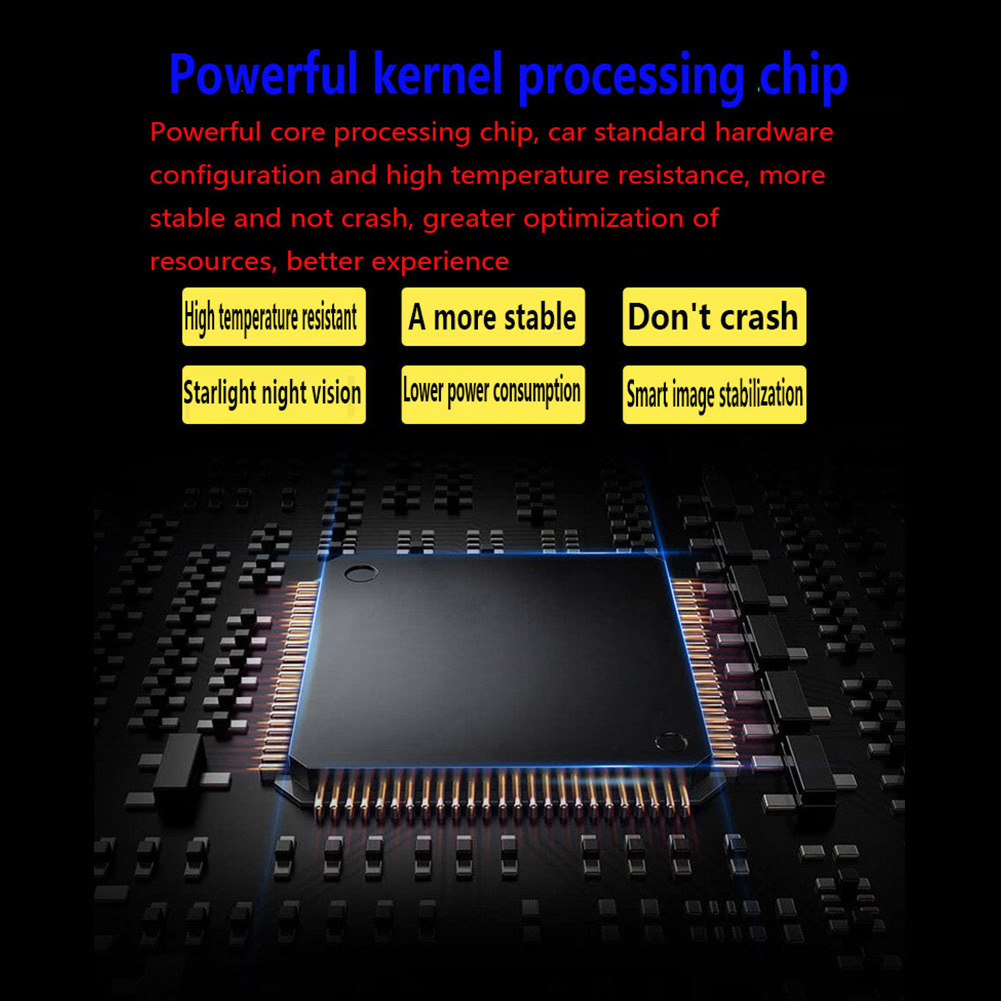 Powerful kernel processing chip
Powerful core processing chip, car standard hardware
configuration and high temperature resistance, more
stable and not crash, greater optimization of
resources, better experience
High temperature resistant
A more stable
Don't crash
Starlight night vision
Lower power consumption
Smart image stabilization